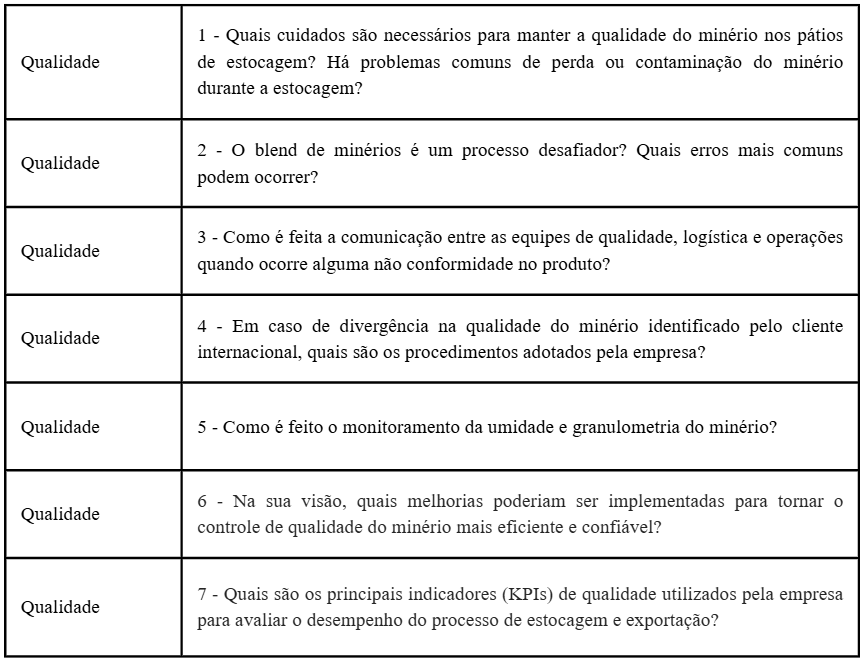 Qualidade
1 - Quais cuidados são necessários para manter a qualidade do minério nos pátios
de estocagem? Há problemas comuns de perda ou contaminação do minério
durante a estocagem?
Qualidade
2 - O blend de minérios é um processo desafiador? Quais erros mais comuns
podem ocorrer?
Qualidade
3 - Como é feita a comunicação entre as equipes de qualidade, logística e operações
quando ocorre alguma não conformidade no produto?
Qualidade
4 - Em caso de divergência na qualidade do minério identificado pelo cliente
internacional, quais são os procedimentos adotados pela empresa?
Qualidade
5 - Como é feito o monitoramento da umidade e granulometria do minério?
Qualidade
6 - Na sua visão, quais melhorias poderiam ser implementadas para tornar o
controle de qualidade do minério mais eficiente e confiável?
Qualidade
7 - Quais são os principais indicadores (KPIs) de qualidade utilizados pela empresa
para avaliar o desempenho do processo de estocagem e exportação?